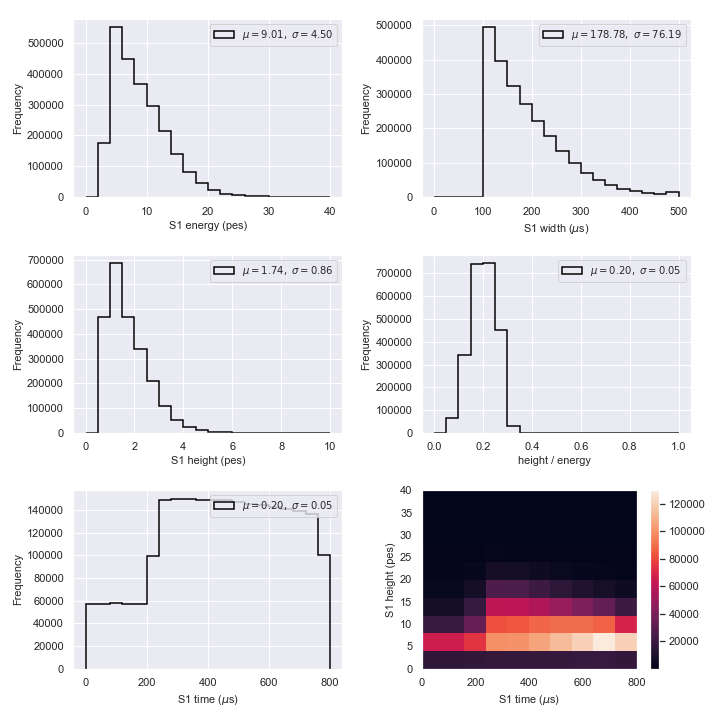 500000
400000
300000
200000
100000
0
Frequency
μ = 9.01, σ = 4.50
0 10 20 30 40
S1 energy (pes)
500000
400000
300000
200000
100000
0
Frequency
μ = 178.78, σ = 76.19
0 100 200 300 400 500
S1 width (μs)
700000
600000
500000
400000
300000
200000
100000
0
Frequency
μ = 1.74, σ = 0.86
0 2 4 6 8 10
S1 height (pes)
700000
600000
500000
400000
300000
200000
100000
0
Frequency
μ = 0.20, σ = 0.05
0.0 0.2 0.4 0.6 0.8 1.0
height / energy
140000
120000
100000
80000
60000
40000
20000
0
Frequency
μ = 0.20, σ = 0.05
0 200 400 600 800
S1 time (μs)
40
35
30
25
20
15
10
5
0
S1 height (pes)
0 200 400 600 800
S1 time (μs)
120000
100000
80000
60000
40000
20000